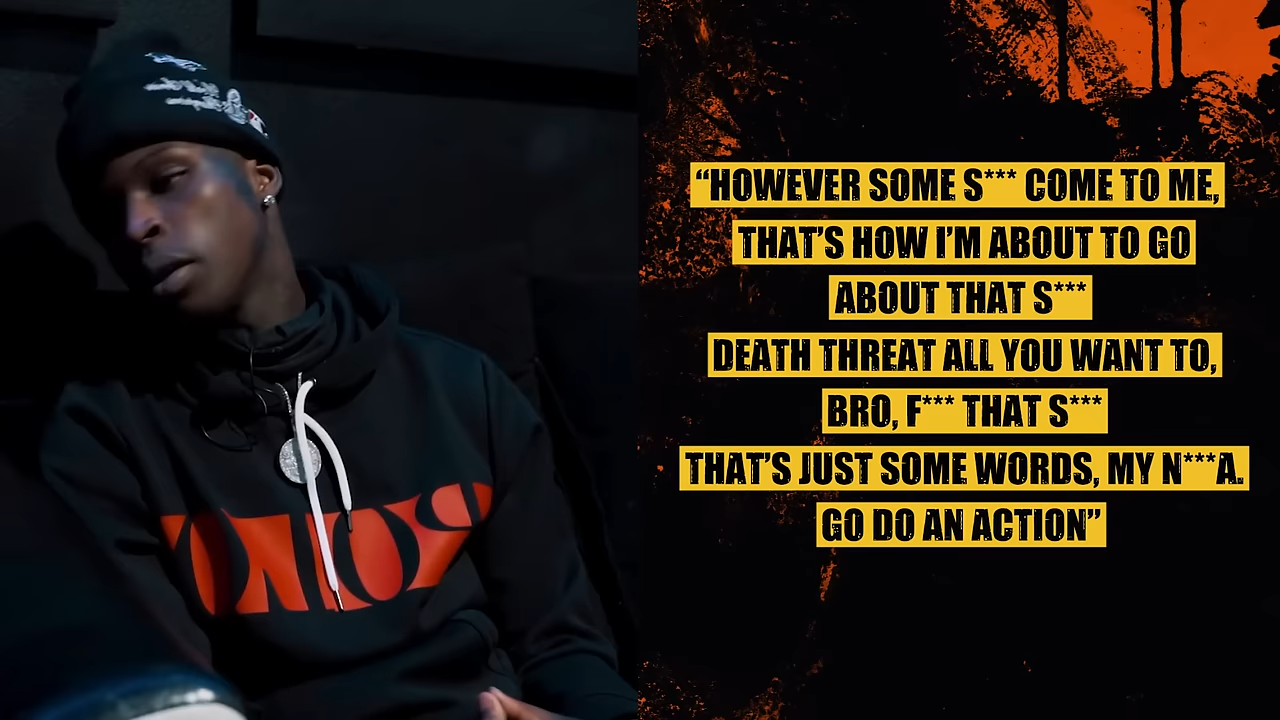 “HOWEVER SOME S*** COME TO ME,
THAT’S HOW I’M ABOUT TO GO
ABOUT THAT S***
DEATH THREAT ALL YOU WANT TO,
BRO, F*** THAT S***
THAT’S JUST SOME WORDS, MY N***A.
GO DO AN ACTION”